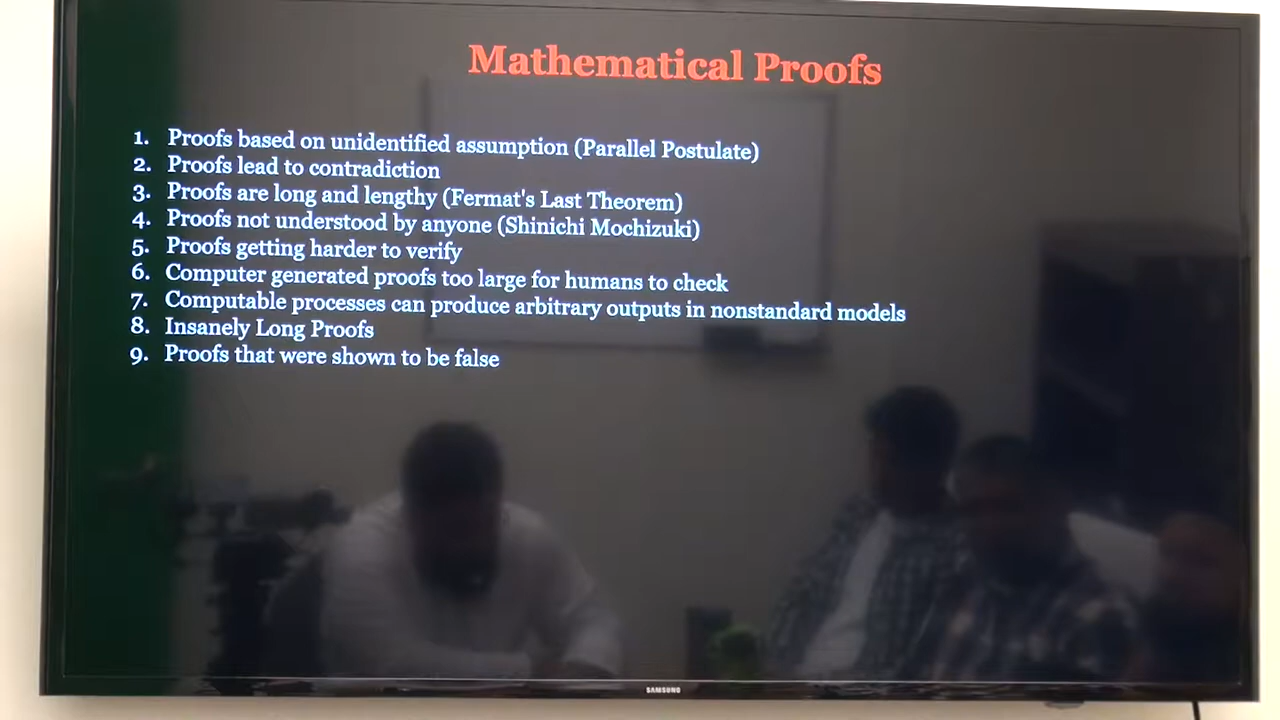 Mathematical Proofs
1. Proofs based on unidentified assumption (Parallel Postulate)
2. Proofs lead to contradiction
3. Proofs are long and lengthy (Fermat's Last Theorem)
4. Proofs not understood by anyone (Shinichi Mochizuki)
5. Proofs getting harder to verify
6. Computer generated proofs too large for humans to check
7. Computable processes can produce arbitrary outputs in nonstandard models
8. Insanely Long Proofs
9. Proofs that were shown to be false
SAMSUNG